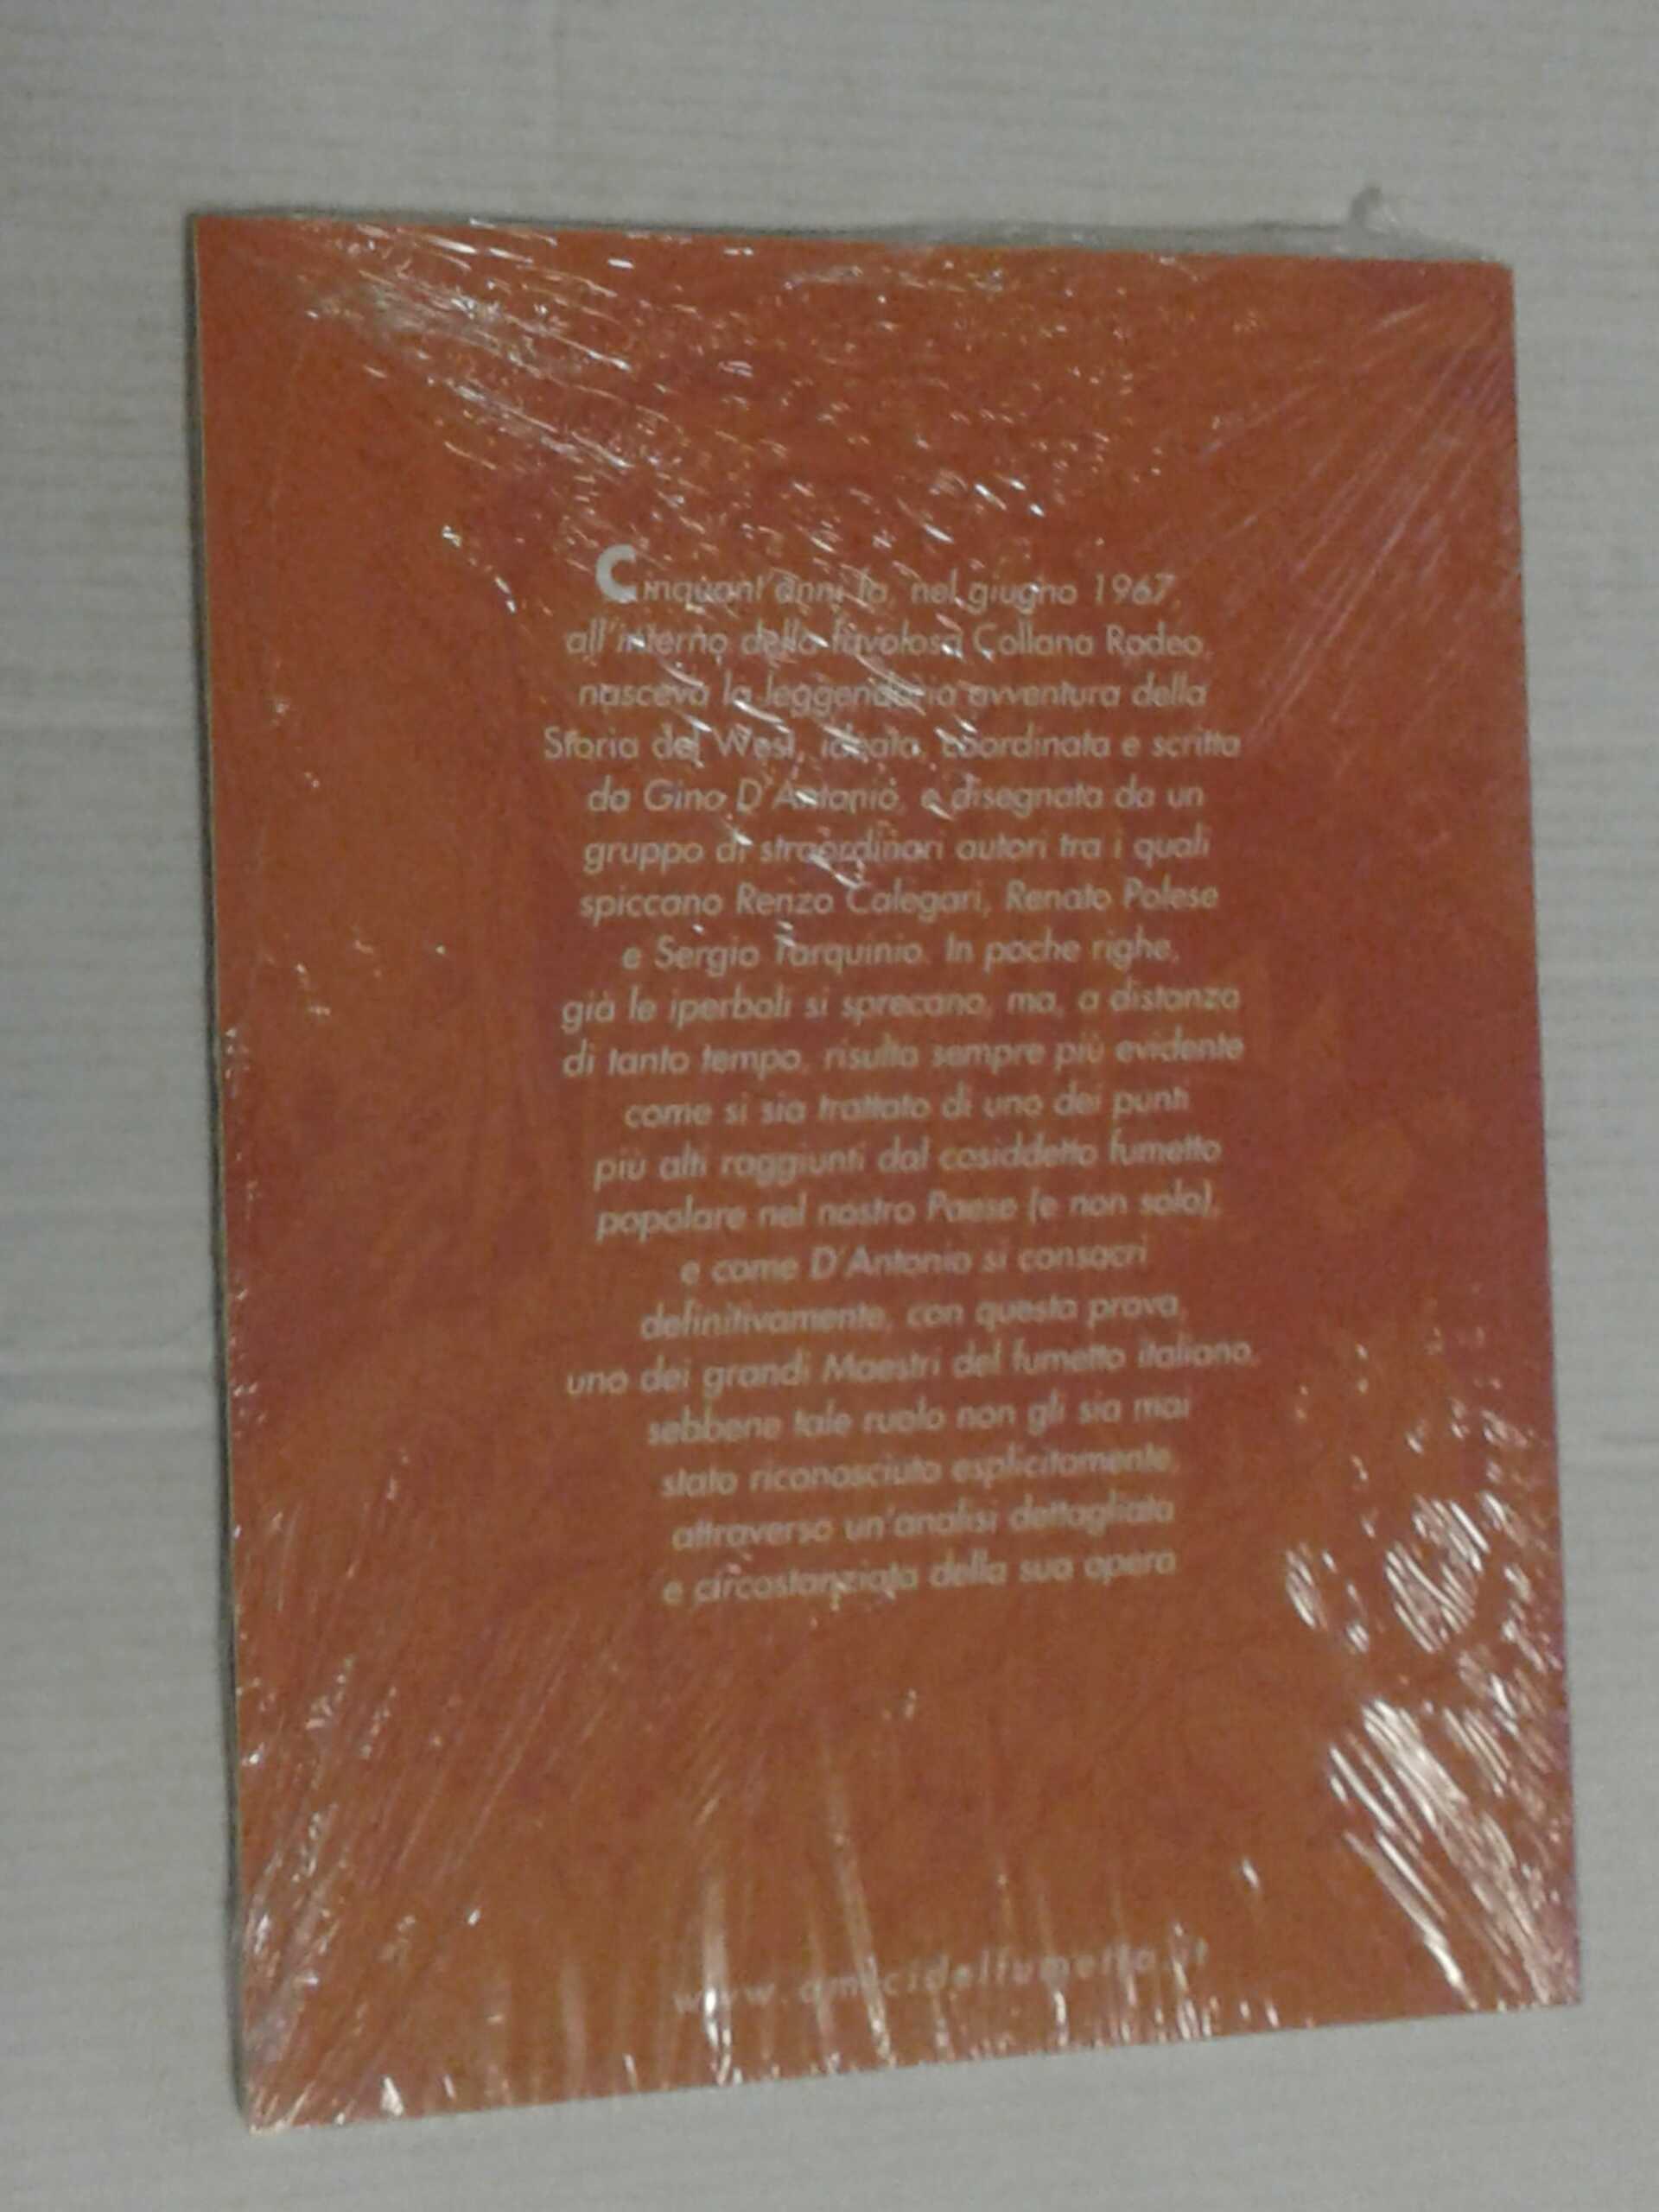 Cinquant'anni fa, nel giugno 1967,
all'interno della favolosa Collana Rodeo,
nasceva la leggendaria avventura della
Storia del West, ideata, coordinata e scritta
da Gino D'Antonio, e disegnata da un
gruppo di straordinari autori tra i quali
spiccano Renzo Calegari, Renato Polese
e Sergio Tarquinio. In poche righe,
già le iperboli si sprecano, ma, a distanza
di tanto tempo, risulta sempre più evidente
come si sia trattato di uno dei punti
più alti raggiunti dal cosiddetto fumetto
popolare nel nostro Paese (e non solo),
e come D'Antonio si consacri
definitivamente, con questa prova,
uno dei grandi Maestri del fumetto italiano,
sebbene tale ruolo non gli sia mai
stato riconosciuto esplicitamente,
attraverso un'analisi dettagliata
e circostanziata della sua opera
www.amicidelfumetto.it